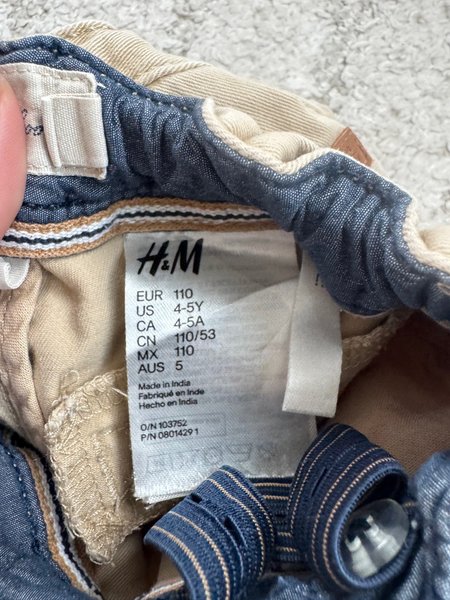 H&M
EUR 110
US 4-5Y
CA 4-5A
CN 110/53
MX 110
AUS 5
Made in India
Fabriqué en Inde
Hecho en India
O/N 103752
P/N 0801429 1